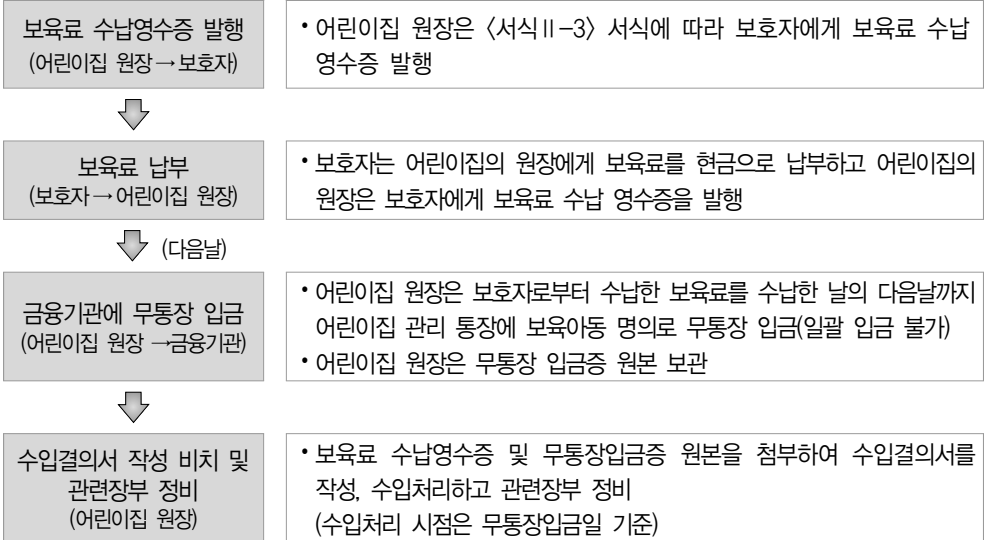 보육료 수납영수증 발행
(어린이집 원장→보호자)
• 어린이집 원장은 〈서식Ⅱ-3〉 서식에 따라 보호자에게 보육료 수납
영수증 발행
보육료 납부
(보호자→어린이집 원장)
• 보호자는 어린이집의 원장에게 보육료를 현금으로 납부하고 어린이집의
원장은 보호자에게 보육료 수납 영수증을 발행
(다음날)
금융기관에 무통장 입금
(어린이집 원장 →금융기관)
• 어린이집 원장은 보호자로부터 수납한 보육료를 수납한 날의 다음날까지
어린이집 관리 통장에 보육아동 명의로 무통장 입금(일괄 입금 불가)
• 어린이집 원장은 무통장 입금증 원본 보관
수입결의서 작성 비치 및
관련장부 정비
(어린이집 원장)
• 보육료 수납영수증 및 무통장입금증 원본을 첨부하여 수입결의서를
작성, 수입처리하고 관련장부 정비
(수입처리 시점은 무통장입금일 기준)